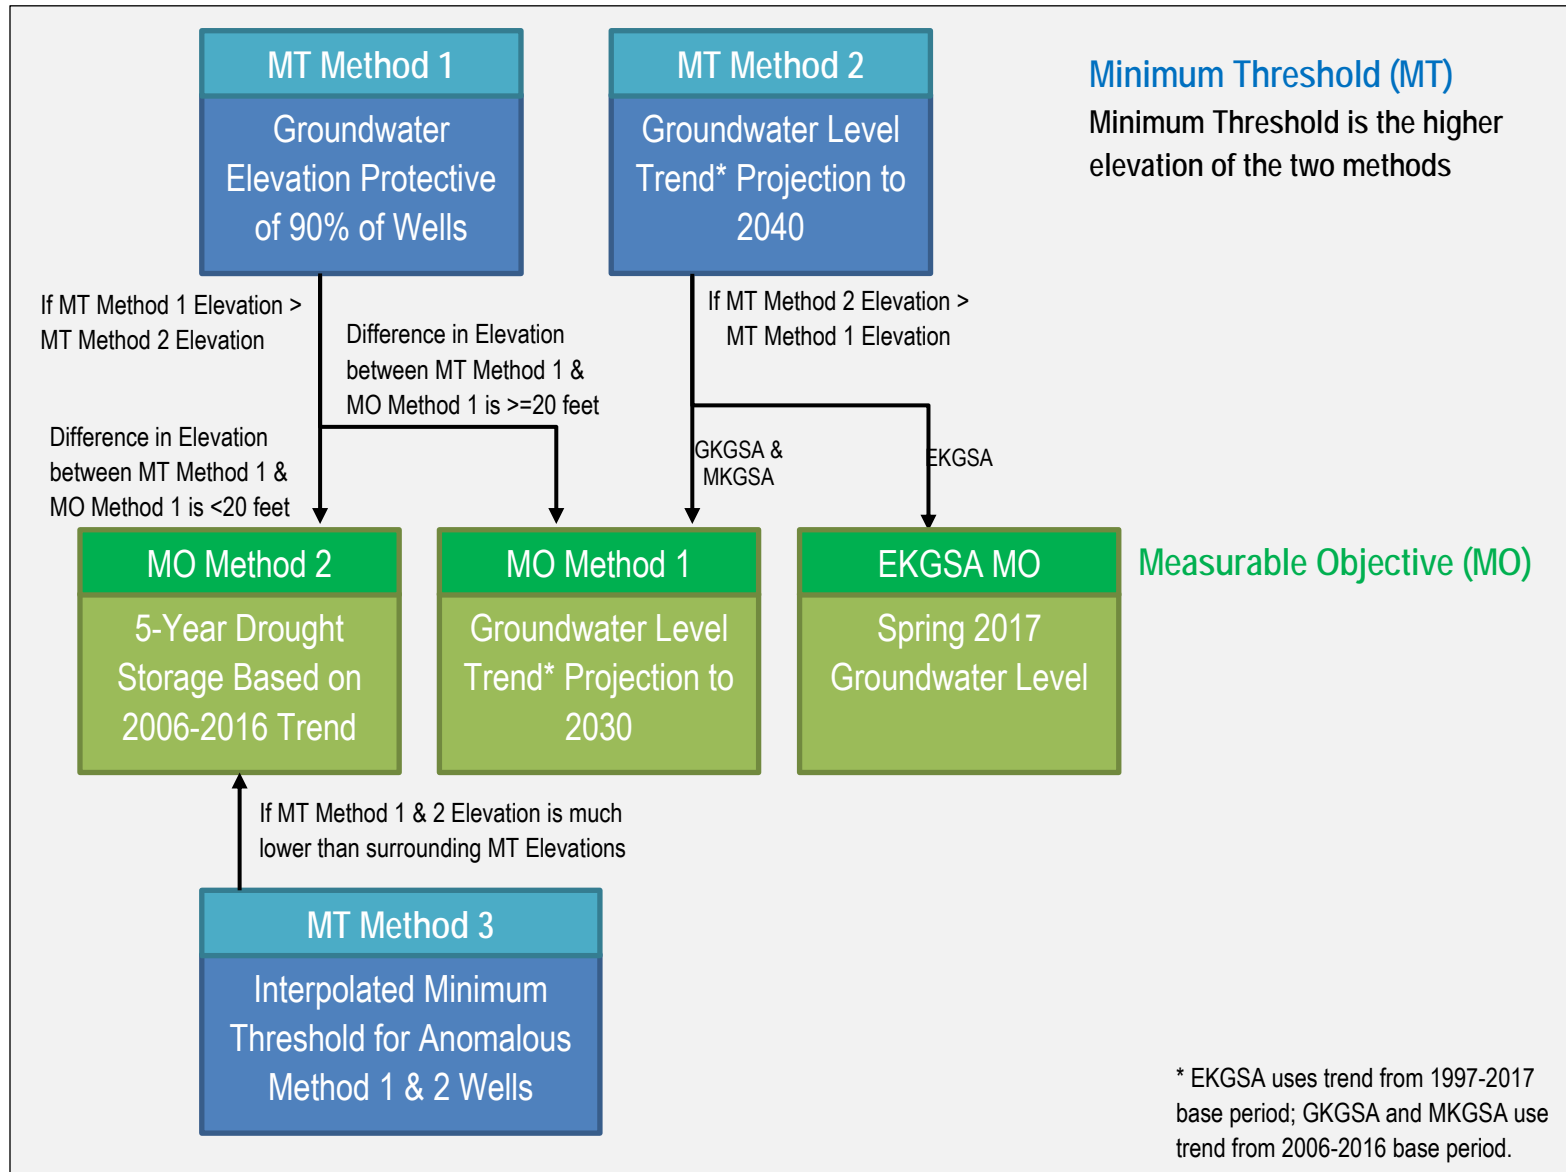 MT Method 1
Groundwater
Elevation Protective
of 90% of Wells
MT Method 2
Groundwater Level
Trend* Projection to
2040
Minimum Threshold (MT)
Minimum Threshold is the higher
elevation of the two methods
If MT Method 1 Elevation >
MT Method 2 Elevation
Difference in Elevation
between MT Method 1 &
MO Method 1 is >=20 feet
If MT Method 2 Elevation >
MT Method 1 Elevation
Difference in Elevation
between MT Method 1 &
MO Method 1 is <20 feet
GKGSA &
MKGSA
EKGSA
MO Method 2
5-Year Drought
Storage Based on
2006-2016 Trend
MO Method 1
Groundwater Level
Trend* Projection to
2030
EKGSA MO
Spring 2017
Groundwater Level
Measurable Objective (MO)
If MT Method 1 & 2 Elevation is much
lower than surrounding MT Elevations
MT Method 3
Interpolated Minimum
Threshold for Anomalous
Method 1 & 2 Wells
* EKGSA uses trend from 1997-2017
base period; GKGSA and MKGSA use
trend from 2006-2016 base period.